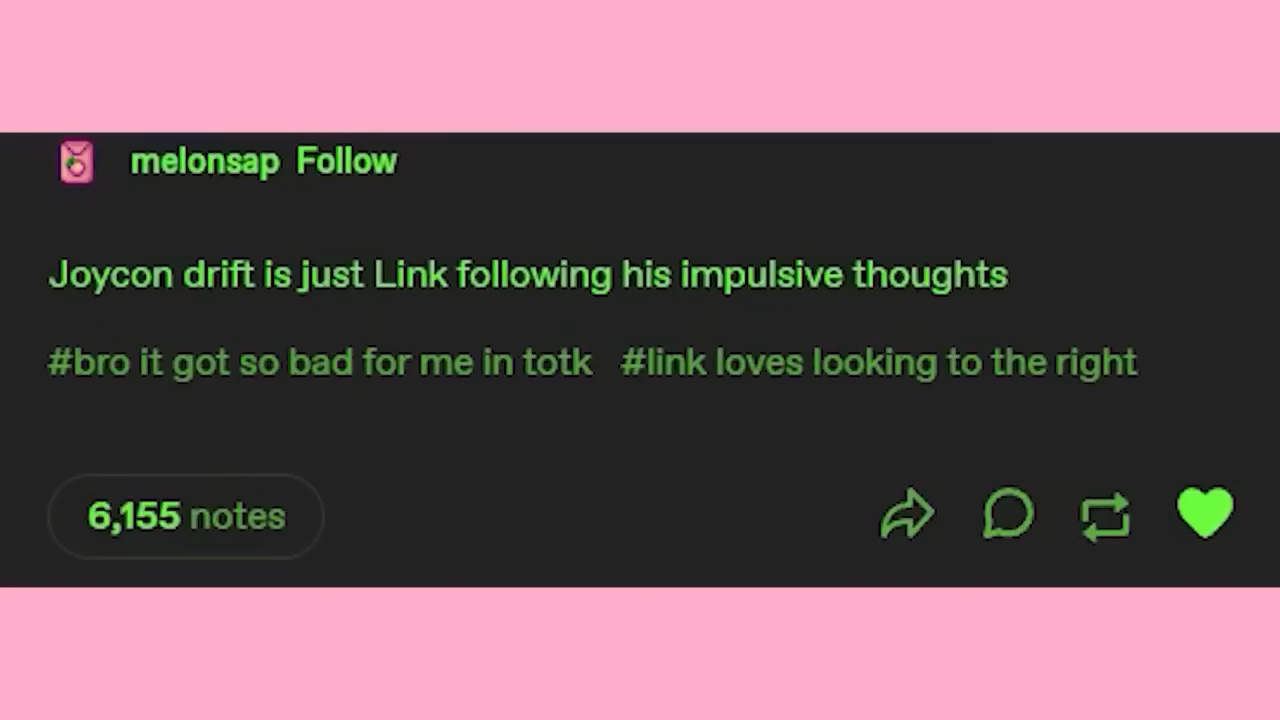 melonsap Follow
Joycon drift is just Link following his impulsive thoughts
#bro it got so bad for me in totk #link loves looking to the right
6,155 notes